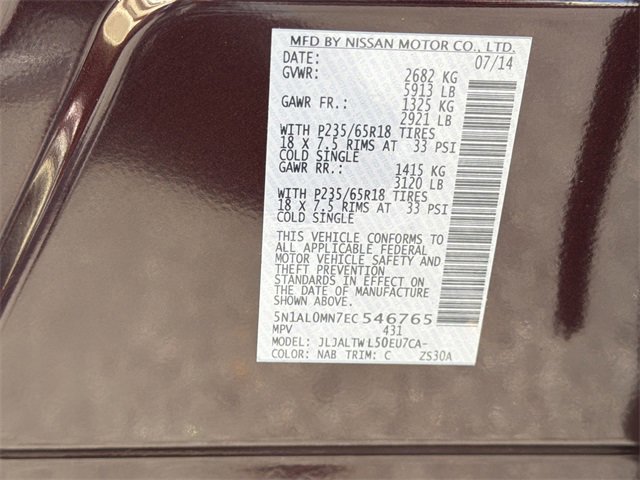 MFD BY NISSAN MOTOR CO., LTD.
DATE: 07/14
GVWR: 2682 KG
5913 LB
GAWR FR.: 1325 KG
2921 LB
WITH P235/65R18 TIRES
18 X 7.5 RIMS AT 33 PSI
COLD SINGLE
GAWR RR.: 1415 KG
3120 LB
WITH P235/65R18 TIRES
18 X 7.5 RIMS AT 33 PSI
COLD SINGLE
THIS VEHICLE CONFORMS TO
ALL APPLICABLE FEDERAL
MOTOR VEHICLE SAFETY AND
THEFT PREVENTION
STANDARDS IN EFFECT ON
THE DATE OF MANUFACTURE
SHOWN ABOVE.
5N1AL0MN7EC546765
MPV 431
MODEL: JLJALTWL50EU7CA-
COLOR: NAB TRIM: C ZS30A